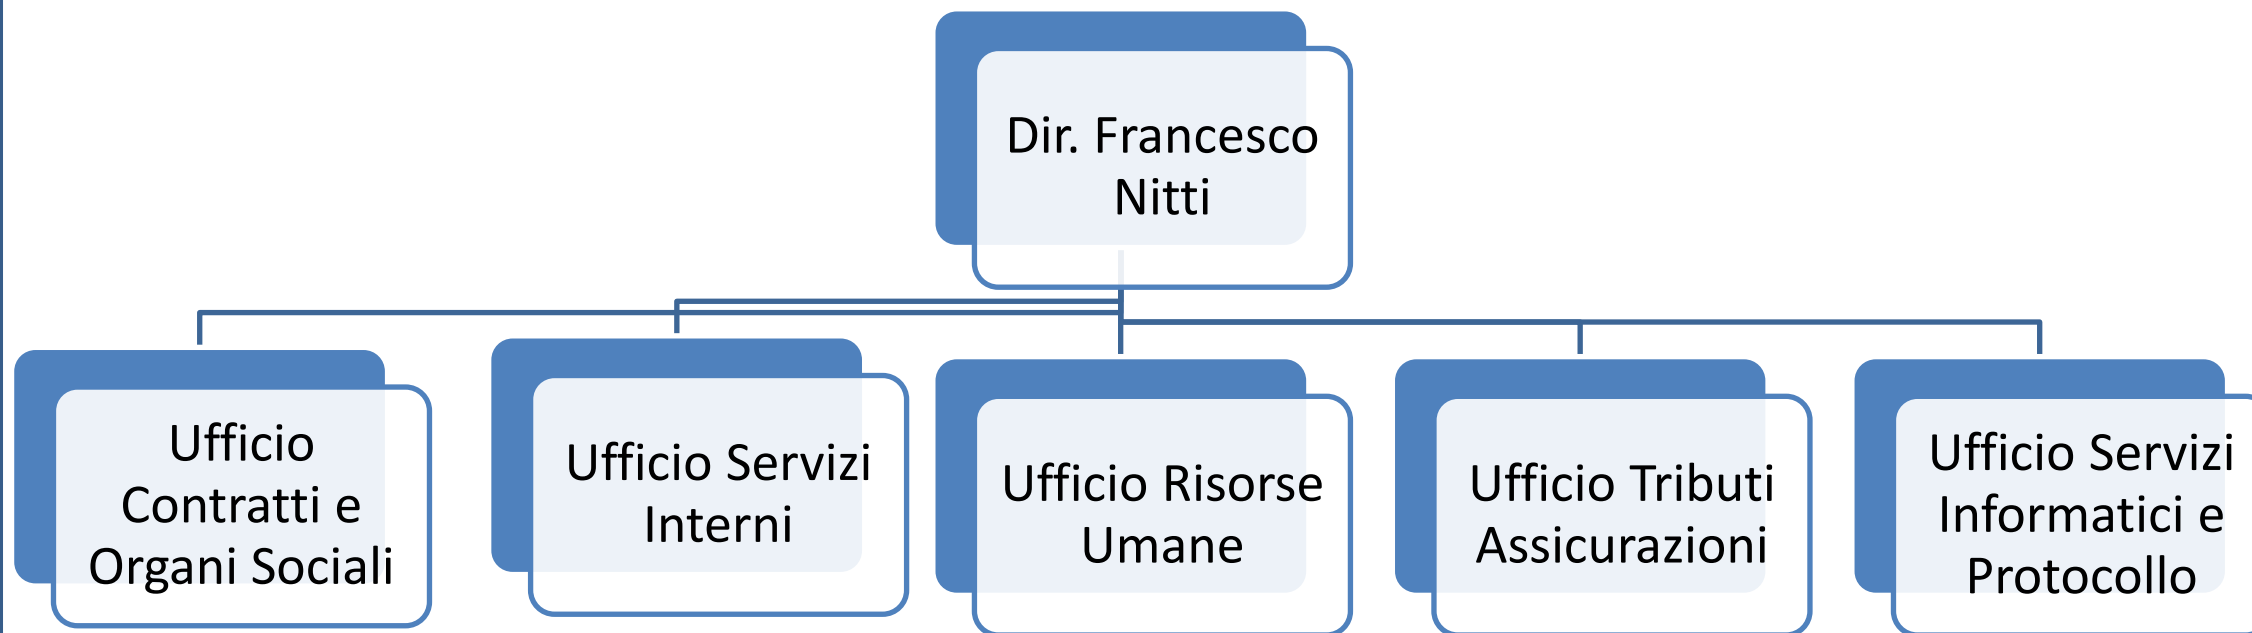 Dir. Francesco
Nitti
Ufficio
Contratti e
Organi Sociali
Ufficio Servizi
Interni
Ufficio Risorse
Umane
Ufficio Tributi
Assicurazioni
Ufficio Servizi
Informatici e
Protocollo